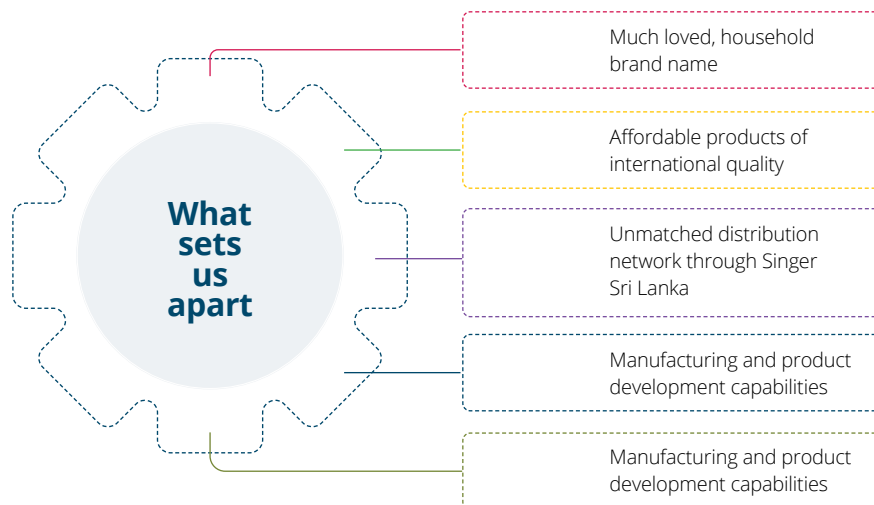 What
sets
us
apart
Much loved, household
brand name
Affordable products of
international quality
Unmatched distribution
network through Singer
Sri Lanka
Manufacturing and product
development capabilities
Manufacturing and product
development capabilities